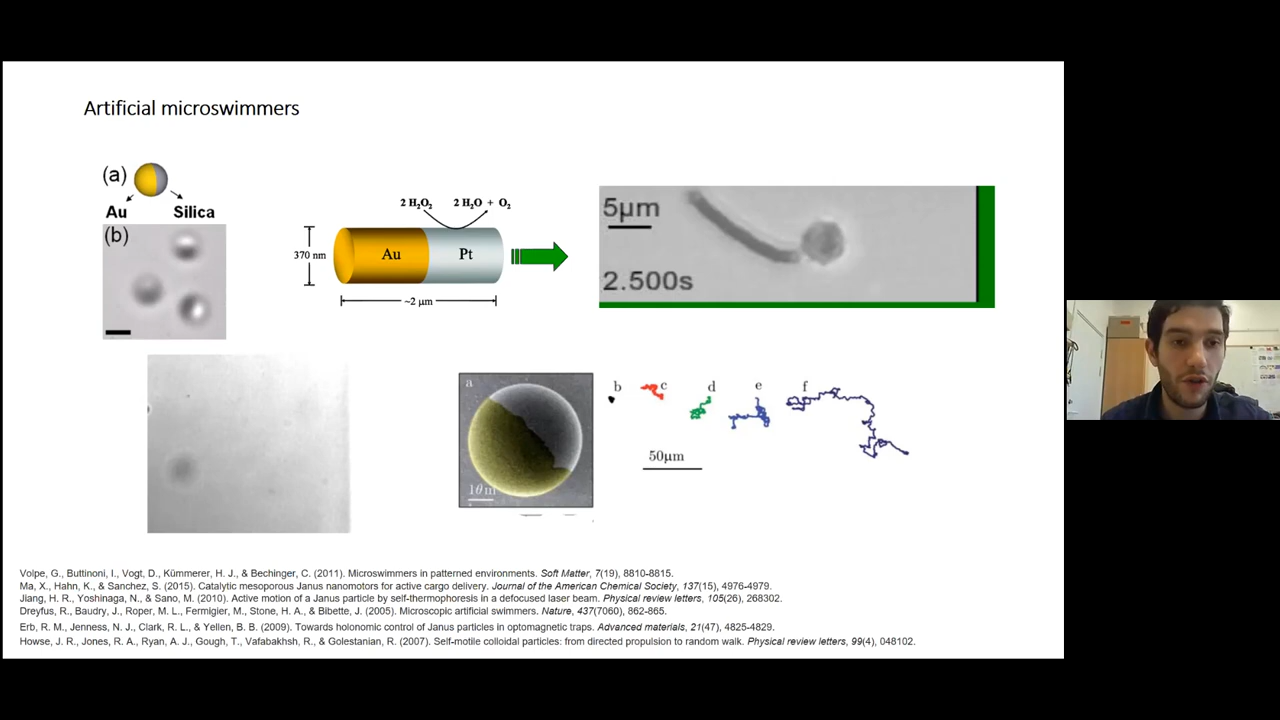 Artificial microswimmers
(a)
Au
Silica
(b)
2 H₂O₂
2 H₂O + O₂
370 nm
Au
Pt
~2 μm
5μm
2.500s
a
1θm
b
c
d
e
f
50μm
Volpe, G., Buttinoni, I., Vogt, D., Kümmerer, H. J., & Bechinger, C. (2011). Microswimmers in patterned environments. Soft Matter, 7(19), 8810-8815.
Ma, X., Hahn, K., & Sanchez, S. (2015). Catalytic mesoporous Janus nanomotors for active cargo delivery. Journal of the American Chemical Society, 137(15), 4976-4979.
Jiang, H. R., Yoshinaga, N., & Sano, M. (2010). Active motion of a Janus particle by self-thermophoresis in a defocused laser beam. Physical review letters, 105(26), 268302.
Dreyfus, R., Baudry, J., Roper, M. L., Fermigier, M., Stone, H. A., & Bibette, J. (2005). Microscopic artificial swimmers. Nature, 437(7060), 862-865.
Erb, R. M., Jenness, N. J., Clark, R. L., & Yellen, B. B. (2009). Towards holonomic control of Janus particles in optomagnetic traps. Advanced materials, 21(47), 4825-4829.
Howse, J. R., Jones, R. A., Ryan, A. J., Gough, T., Vafabakhsh, R., & Golestanian, R. (2007). Self-motile colloidal particles: from directed propulsion to random walk. Physical review letters, 99(4), 048102.